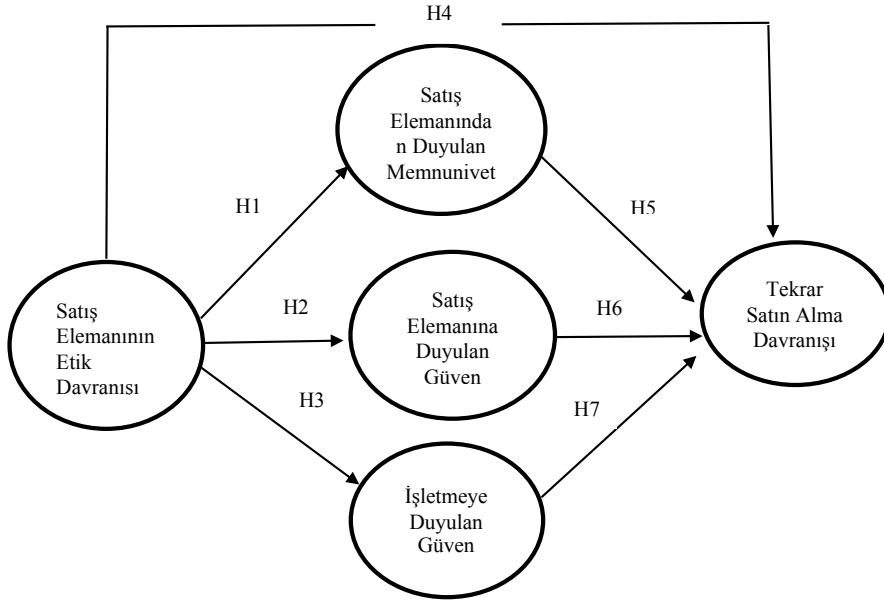 H4
Satış
Elemanında
n Duyulan
Memnunivet
H1
H5
Satış
Elemanının
Etik
Davranısı
H2
Satış
Elemanına
Duyulan
Güven
H6
Tekrar
Satın Alma
Davranişı
H3
H7
İşletmeye
Duyulan
Güven